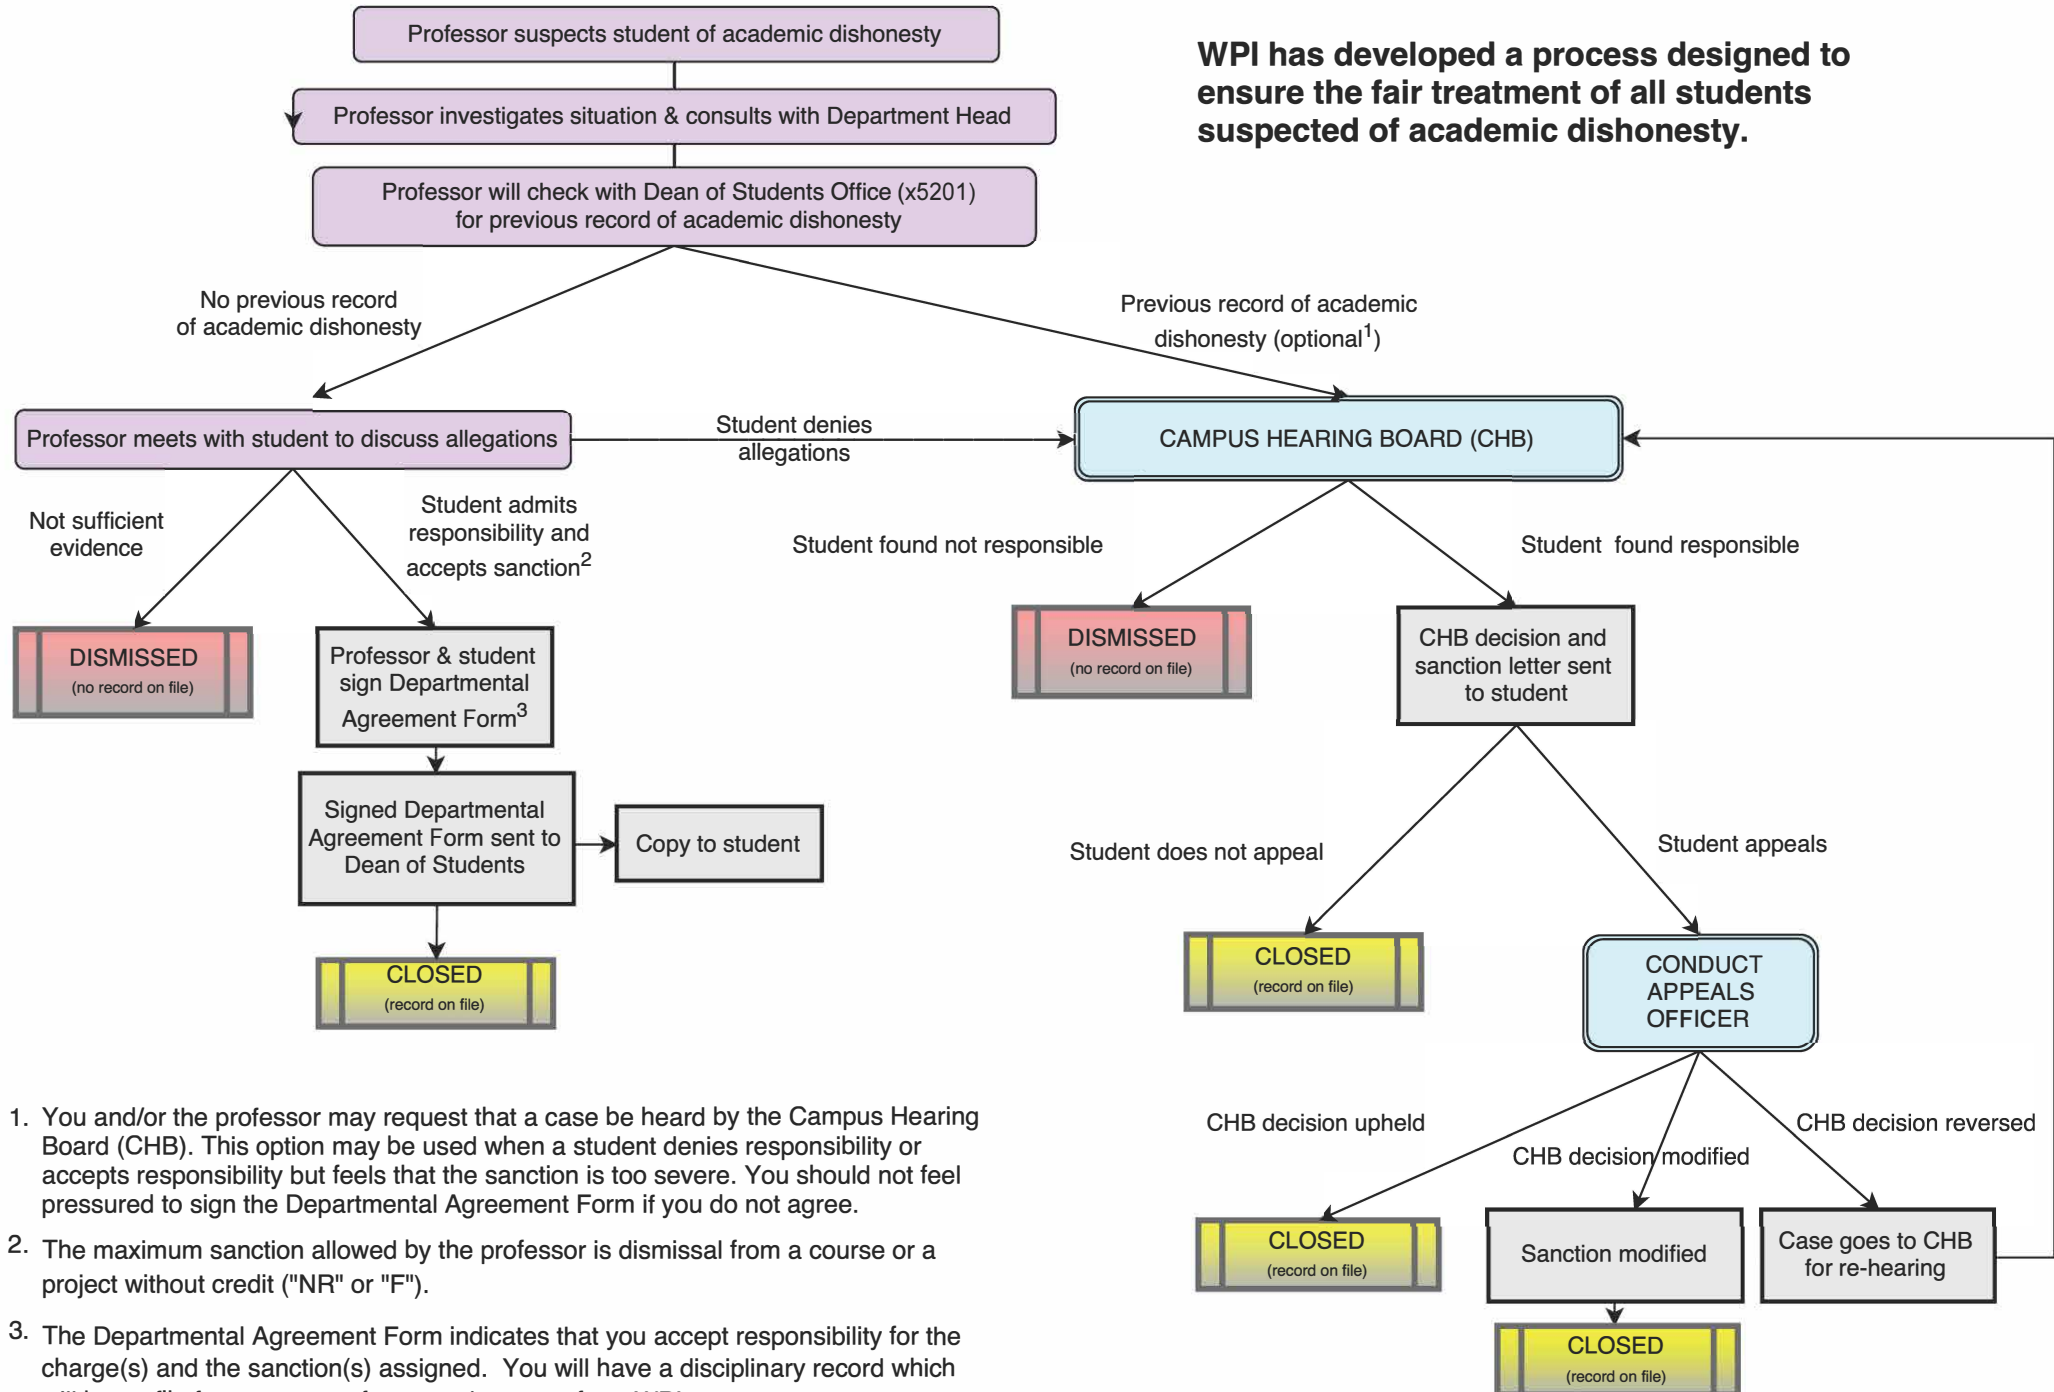 Professor suspects student of academic dishonesty
WPI has developed a process designed to
ensure the fair treatment of all students
suspected of academic dishonesty.
Professor investigates situation & consults with Department Head
Professor will check with Dean of Students Office (x5201)
for previous record of academic dishonesty
No previous record
of academic dishonesty
Previous record of academic
dishonesty (optional1)
Professor meets with student to discuss allegations
Student denies
allegations
CAMPUS HEARING BOARD (CHB)
Not sufficient
evidence
Student admits
responsibility and
accepts sanction2
Student found not responsible
Student found responsible
DISMISSED
(no record on file)
Professor & student
sign Departmental
Agreement Form3
DISMISSED
(no record on file)
CHB decision and
sanction letter sent
to student
Signed Departmental
Agreement Form sent to
Dean of Students
Copy to student
Student does not appeal
Student appeals
CLOSED
(record on file)
CLOSED
(record on file)
CONDUCT
APPEALS
OFFICER
CHB decision upheld
CHB decision modified
CHB decision reversed
CLOSED
(record on file)
Sanction modified
Case goes to CHB
for re-hearing
CLOSED
(record on file)
1. You and/or the professor may request that a case be heard by the Campus Hearing
Board (CHB). This option may be used when a student denies responsibility or
accepts responsibility but feels that the sanction is too severe. You should not feel
pressured to sign the Departmental Agreement Form if you do not agree.
2. The maximum sanction allowed by the professor is dismissal from a course or a
project without credit ("NR" or "F").
3. The Departmental Agreement Form indicates that you accept responsibility for the
charge(s) and the sanction(s) assigned. You will have a disciplinary record which